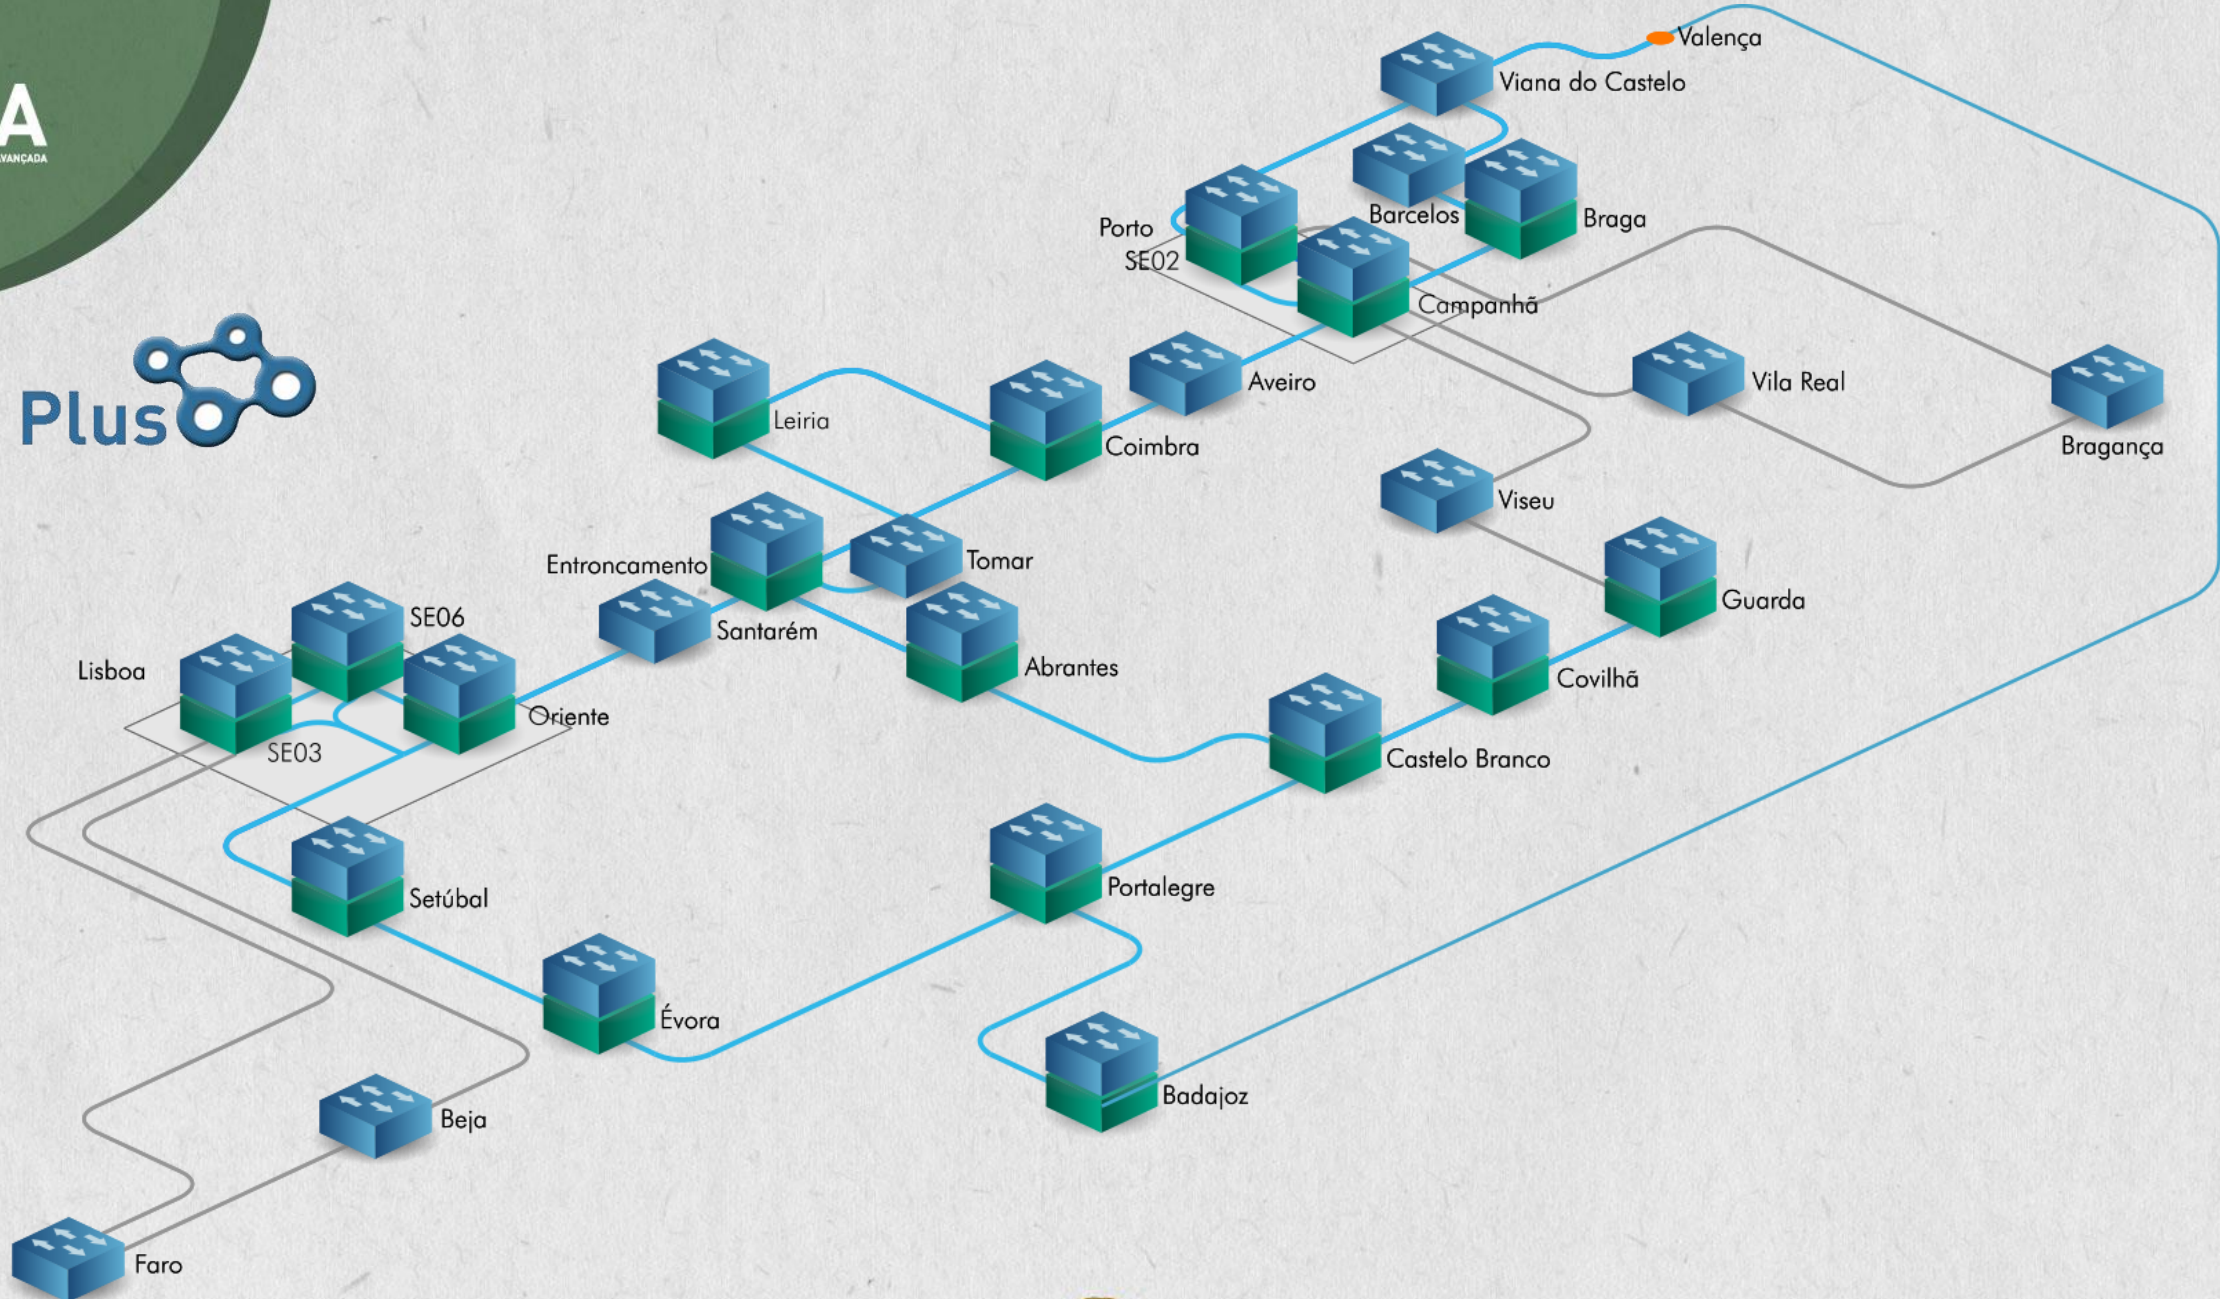 A
AVANÇADA
Plus
Valença
Viana do Castelo
Barcelos
Braga
Porto
SE02
Campanhã
Aveiro
Vila Real
Bragança
Leiria
Coimbra
Viseu
Entroncamento
Tomar
Guarda
SE06
Santarém
Abrantes
Covilhã
Lisboa
Oriente
SE03
Castelo Branco
Setúbal
Portalegre
Évora
Badajoz
Beja
Faro